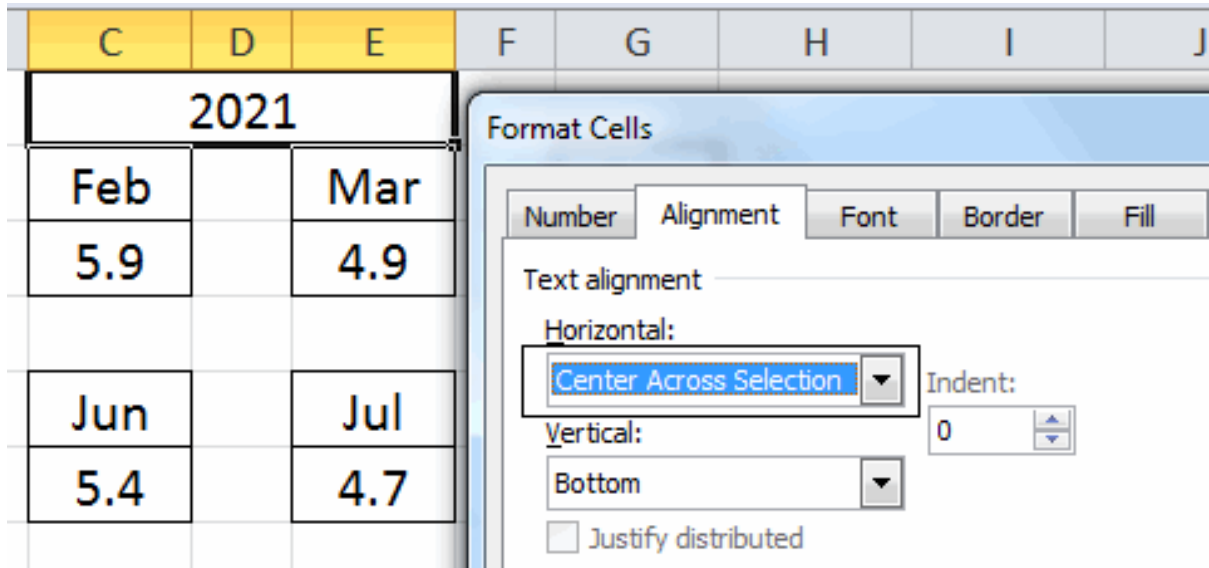 C D E F G H I J
2021
Format Cells
Feb Mar
Number Alignment Font Border Fill
5.9 4.9
Text alignment
Horizontal:
Center Across Selection
Indent:
Jun Jul
Vertical:
0
5.4 4.7
Bottom
Justify distributed